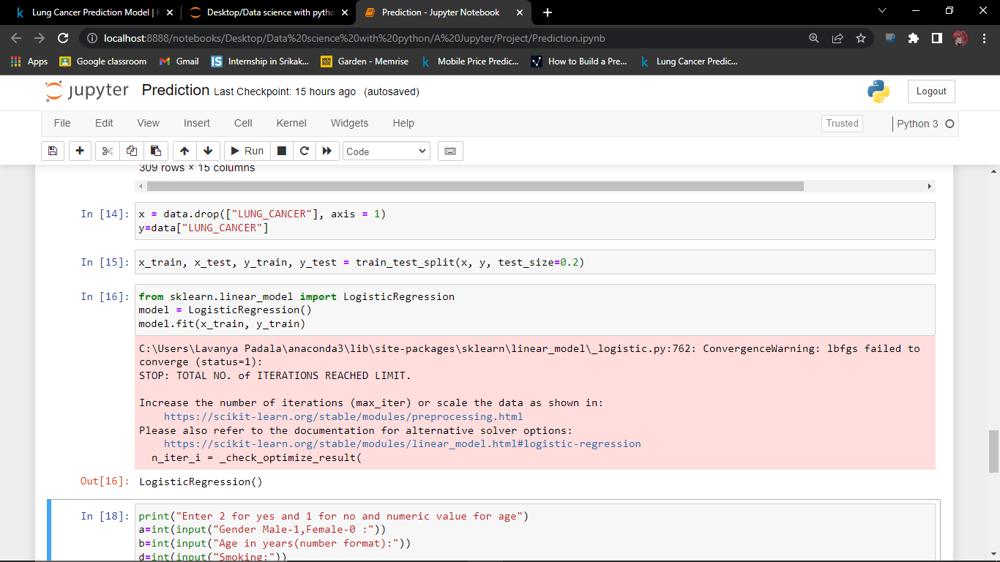 Lung Cancer Prediction Model | K
Desktop/Data science with pytho
Prediction - Jupyter Notebook
localhost:8888/notebooks/Desktop/Data%20science%20with%20python/A%20Jupyter/Project/Prediction.ipynb
Apps Google classroom Gmail Internship in Srikak... Garden - Memrise Mobile Price Predic... How to Build a Pre... Lung Cancer Predic...
jupyter Prediction Last Checkpoint: 15 hours ago (autosaved) Logout
File Edit View Insert Cell Kernel Widgets Help Trusted Python 3
Run Code
309 rows × 15 columns
In [14]: x = data.drop(["LUNG_CANCER"], axis = 1)
y=data["LUNG_CANCER"]
In [15]: x_train, x_test, y_train, y_test = train_test_split(x, y, test_size=0.2)
In [16]: from sklearn.linear_model import LogisticRegression
model = LogisticRegression()
model.fit(x_train, y_train)
C:\Users\Lavanya Padala\anaconda3\lib\site-packages\sklearn\linear_model\_logistic.py:762: ConvergenceWarning: lbfgs failed to
converge (status=1):
STOP: TOTAL NO. of ITERATIONS REACHED LIMIT.
Increase the number of iterations (max_iter) or scale the data as shown in:
https://scikit-learn.org/stable/modules/preprocessing.html
Please also refer to the documentation for alternative solver options:
https://scikit-learn.org/stable/modules/linear_model.html#logistic-regression
n_iter_i = _check_optimize_result(
Out[16]: LogisticRegression()
In [18]: print("Enter 2 for yes and 1 for no and numeric value for age")
a=int(input("Gender Male-1,Female-0 :"))
b=int(input("Age in years(number format):"))
d=int(input("Smoking:"))